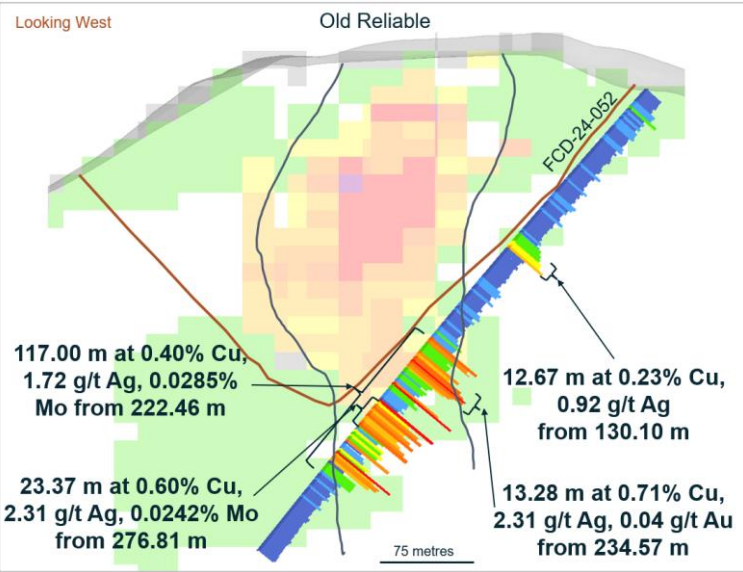 Looking West
Old Reliable
FCD-24-052
117.00 m at 0.40% Cu,
1.72 g/t Ag, 0.0285%
Mo from 222.46 m
12.67 m at 0.23% Cu,
0.92 g/t Ag
from 130.10 m
23.37 m at 0.60% Cu,
2.31 g/t Ag, 0.0242% Mo
from 276.81 m
13.28 m at 0.71% Cu,
2.31 g/t Ag, 0.04 g/t Au
from 234.57 m
75 metres